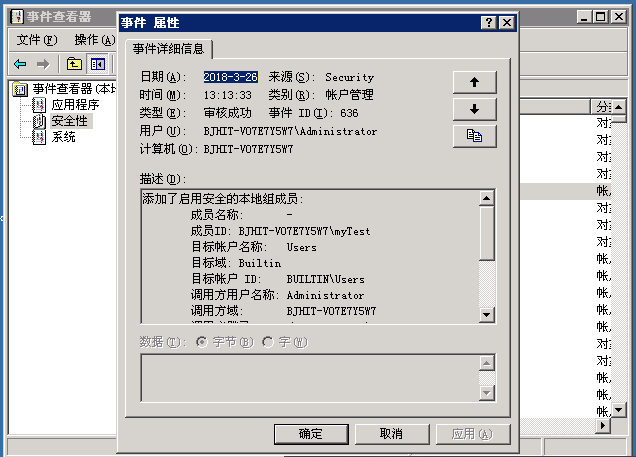 事件查看器
文件(F) 操作(A)
事件查看器(本
应用程序
安全性
系统
事件 属性
事件详细信息
日期(A): 2018-3-26 来源(S): Security
时间(M): 13:13:33 类别(R): 帐户管理
类型(E): 审核成功 事件 ID(I): 636
用户(U): BJHIT-VO7E7Y5W7\Administrator
计算机(O): BJHIT-VO7E7Y5W7
描述(D):
添加了启用安全的本地组成员:
成员名称: -
成员ID: BJHIT-VO7E7Y5W7\myTest
目标帐户名称: Users
目标域: Builtin
目标帐户 ID: BUILTIN\Users
调用方用户名称: Administrator
调用方域: BJHIT-VO7E7Y5W7
数据(T): 字节(B) 字(W)
确定 取消 应用(A)
分
对
对
对
对
帐
对
对
对
帐
帐
帐
帐
帐
对
对
帐
帐
帐